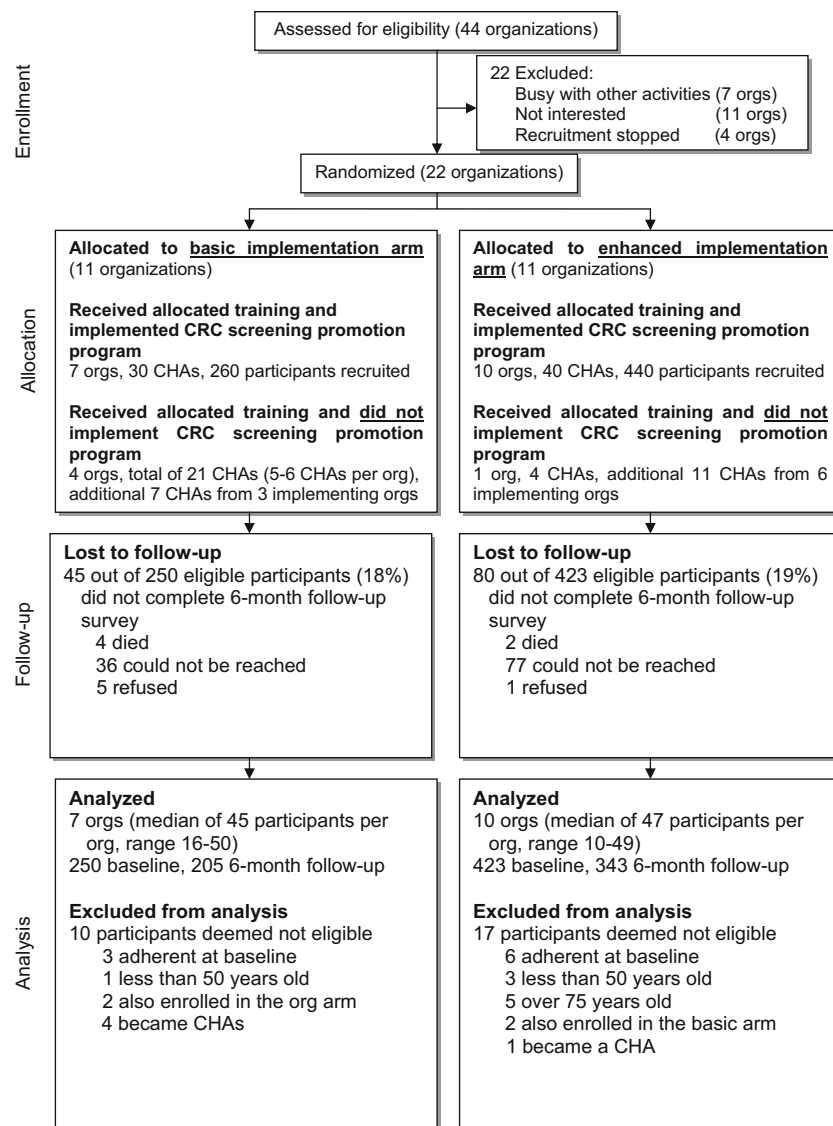 Assessed for eligibility (44 organizations)
Enrollment
22 Excluded:
Busy with other activities (7 orgs)
Not interested (11 orgs)
Recruitment stopped (4 orgs)
Randomized (22 organizations)
Allocation
Allocated to basic implementation arm
(11 organizations)
Received allocated training and
implemented CRC screening promotion
program
7 orgs, 30 CHAs, 260 participants recruited
Received allocated training and did not
implement CRC screening promotion
program
4 orgs, total of 21 CHAs (5-6 CHAs per org),
additional 7 CHAs from 3 implementing orgs
Allocated to enhanced implementation
arm (11 organizations)
Received allocated training and
implemented CRC screening promotion
program
10 orgs, 40 CHAs, 440 participants recruited
Received allocated training and did not
implement CRC screening promotion
program
1 org, 4 CHAs, additional 11 CHAs from 6
implementing orgs
Follow-up
Lost to follow-up
45 out of 250 eligible participants (18%)
did not complete 6-month follow-up
survey
4 died
36 could not be reached
5 refused
Lost to follow-up
80 out of 423 eligible participants (19%)
did not complete 6-month follow-up
survey
2 died
77 could not be reached
1 refused
Analysis
Analyzed
7 orgs (median of 45 participants per
org, range 16-50)
250 baseline, 205 6-month follow-up
Excluded from analysis
10 participants deemed not eligible
3 adherent at baseline
1 less than 50 years old
2 also enrolled in the org arm
4 became CHAs
Analyzed
10 orgs (median of 47 participants per
org, range 10-49)
423 baseline, 343 6-month follow-up
Excluded from analysis
17 participants deemed not eligible
6 adherent at baseline
3 less than 50 years old
5 over 75 years old
2 also enrolled in the basic arm
1 became a CHA